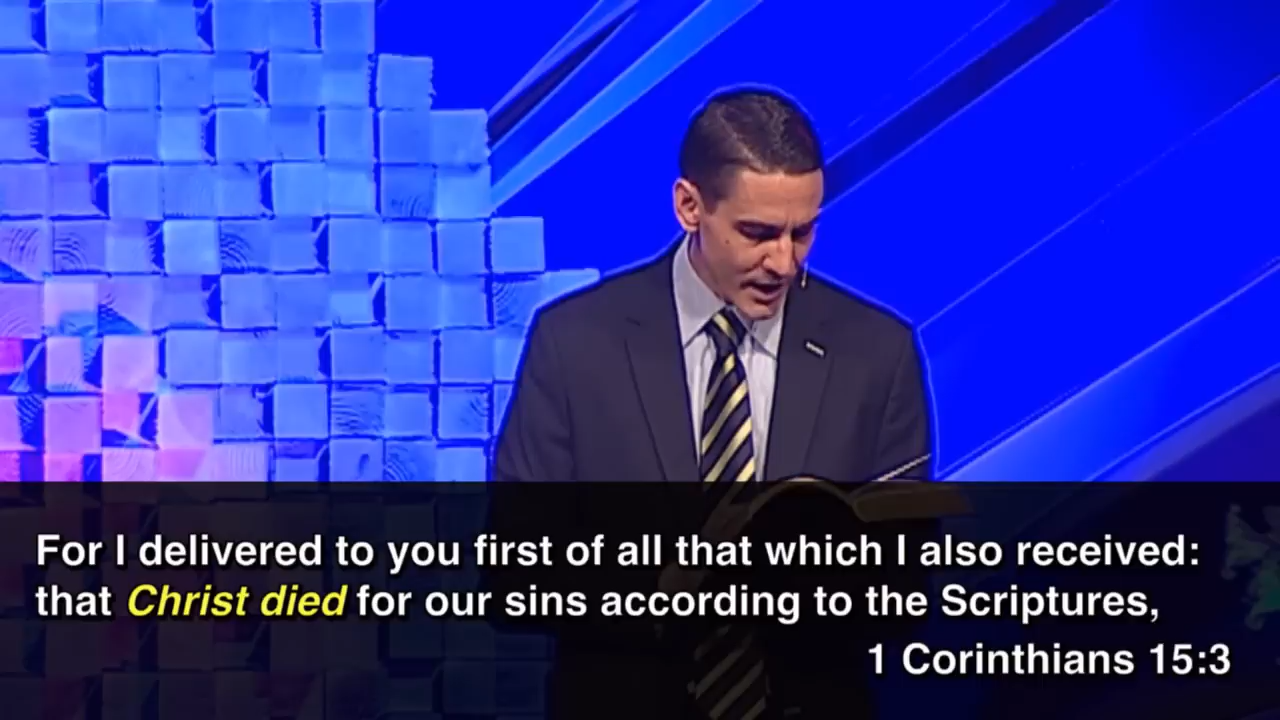 For I delivered to you first of all that which I also received:
that Christ died for our sins according to the Scriptures,
1 Corinthians 15:3